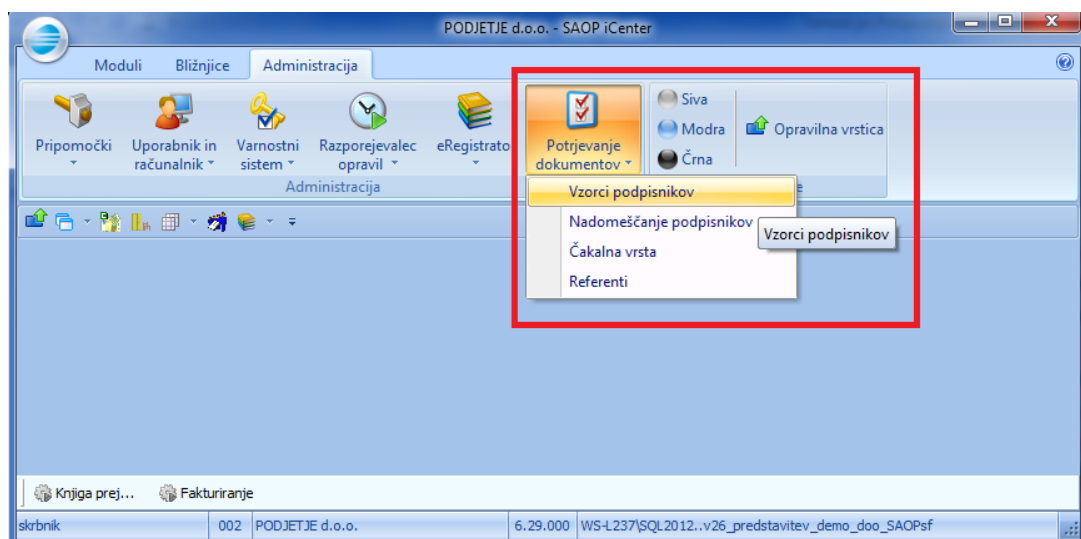 PODJETJE d.o.o. - SAOP iCenter
Moduli Bližnjice Administracija
Pripomočki
Uporabnik in računalnik
Varnostni sistem
Razporejevalec opravil
eRegistrato
Potrjevanje dokumentov
Siva
Modra
Črna
Opravilna vrstica
Administracija
Vzorci podpisnikov
Nadomeščanje podpisnikov
Čakalna vrsta
Referenti
Vzorci podpisnikov
Knjiga prej... Fakturiranje
skrbnik 002 PODJETJE d.o.o. 6.29.000 WS-L237\SQL2012..v26_predstavitev_demo_doo_SAOPsf